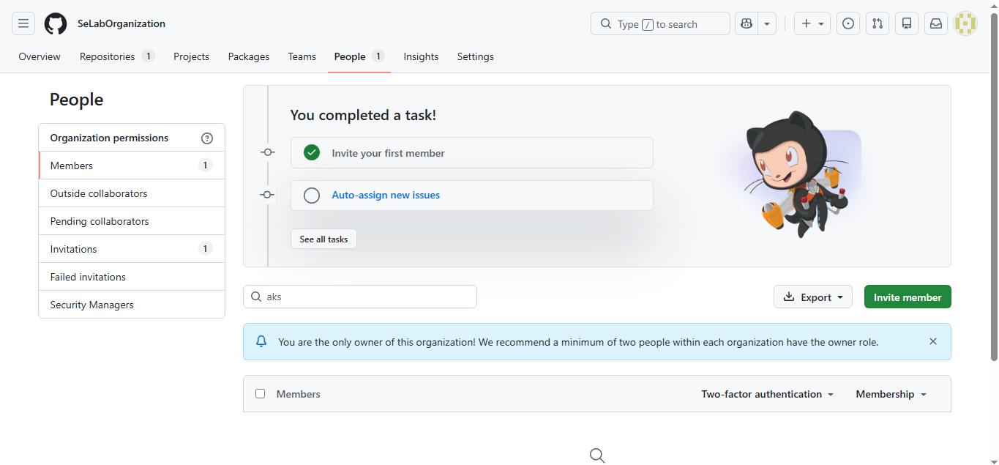 SeLabOrganization
Type / to search
Overview
Repositories 1
Projects
Packages
Teams
People 1
Insights
Settings
People
Organization permissions
Members 1
Outside collaborators
Pending collaborators
Invitations 1
Failed invitations
Security Managers
You completed a task!
Invite your first member
Auto-assign new issues
See all tasks
aks
Export
Invite member
You are the only owner of this organization! We recommend a minimum of two people within each organization have the owner role.
Members
Two-factor authentication
Membership